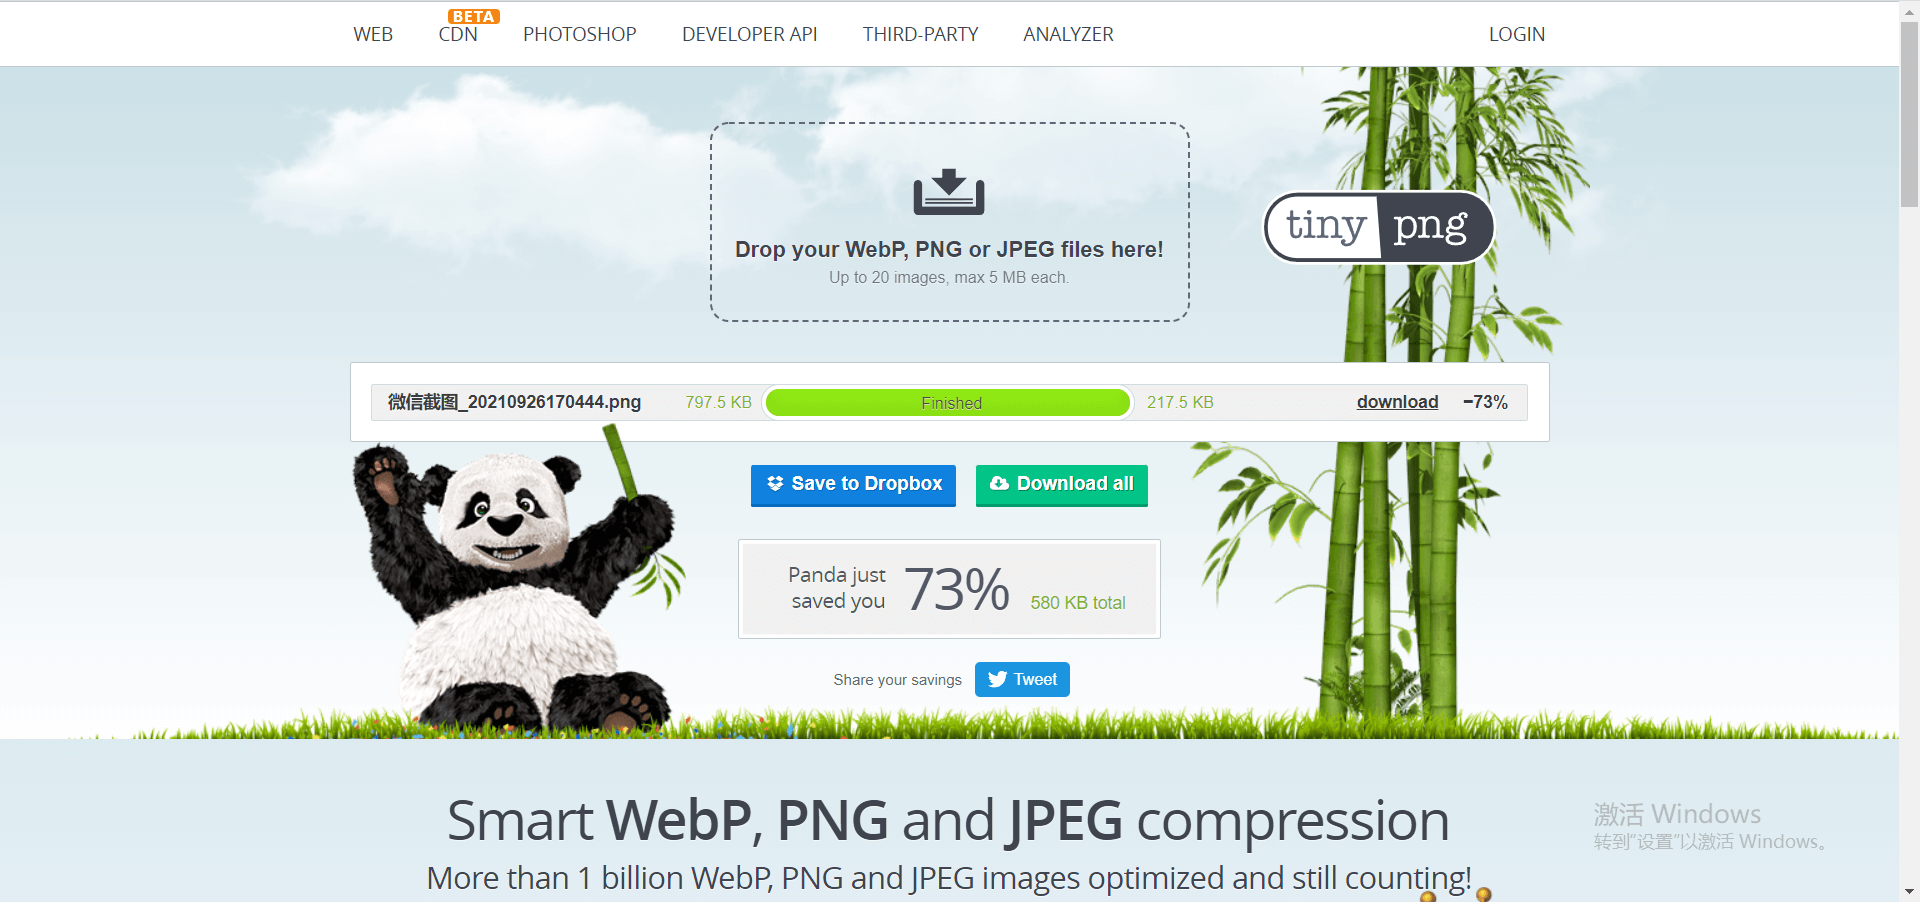 BETA
WEB CDN PHOTOSHOP DEVELOPER API THIRD-PARTY ANALYZER LOGIN
Drop your WebP, PNG or JPEG files here!
Up to 20 images, max 5 MB each.
tiny png
微信截图_20210926170444.png 797.5 KB Finished 217.5 KB download −73%
Save to Dropbox Download all
Panda just
saved you
73%
580 KB total
Share your savings Tweet
Smart WebP, PNG and JPEG compression
More than 1 billion WebP, PNG and JPEG images optimized and still counting!
激活 Windows
转到“设置”以激活 Windows。